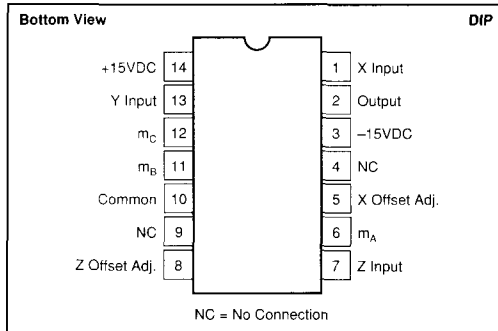 Bottom View DIP
+15VDC 14 1 X Input
Y Input 13 2 Output
mC 12 3 –15VDC
mB 11 4 NC
Common 10 5 X Offset Adj.
NC 9 6 mA
Z Offset Adj. 8 7 Z Input
NC = No Connection